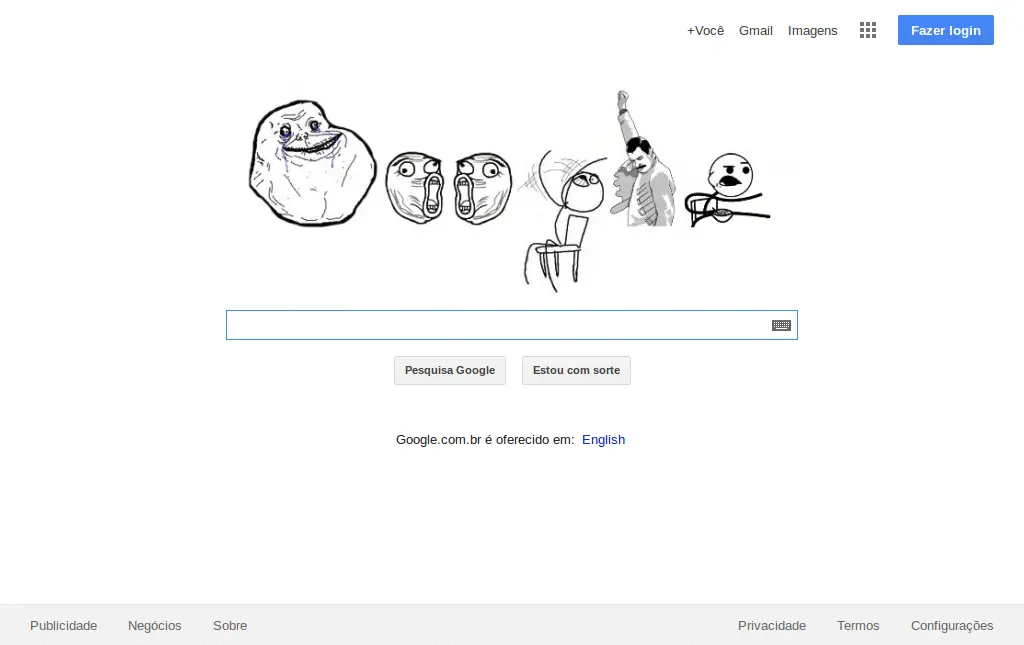 +Você Gmail Imagens Fazer login
Pesquisa Google Estou com sorte
Google.com.br é oferecido em: English
Publicidade Negócios Sobre Privacidade Termos Configurações